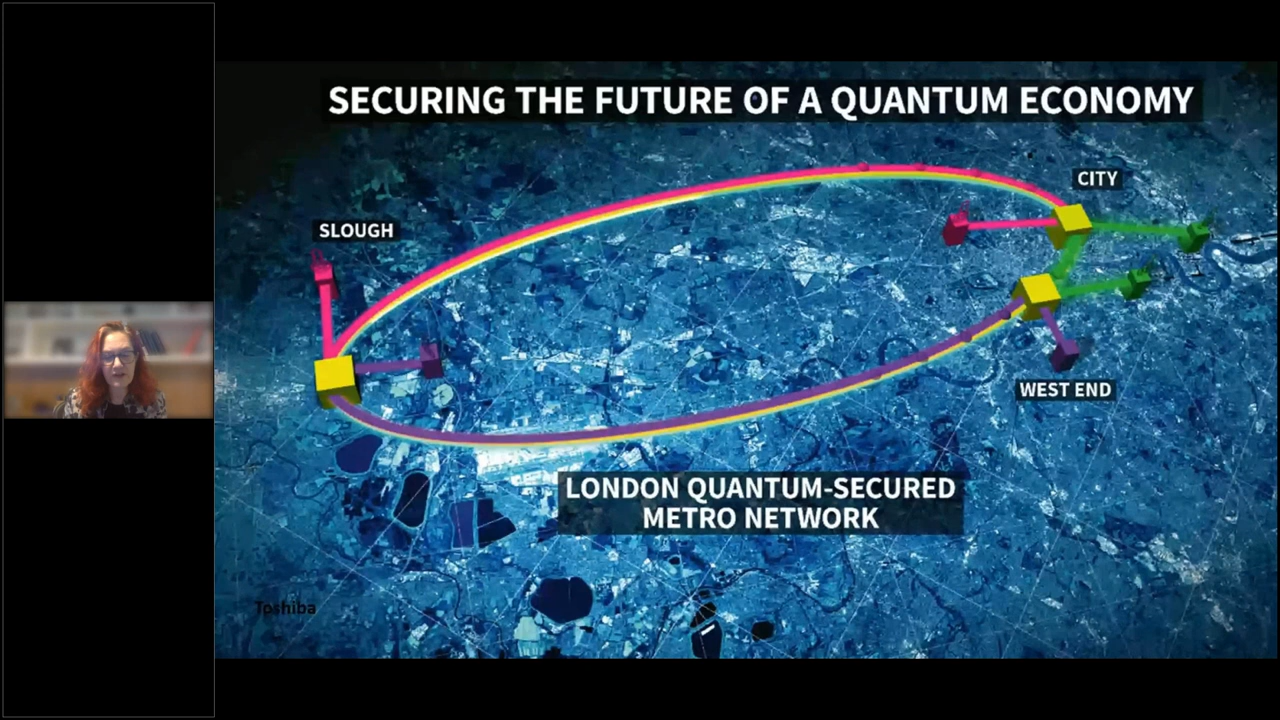 SECURING THE FUTURE OF A QUANTUM ECONOMY
CITY
SLOUGH
WEST END
LONDON QUANTUM-SECURED
METRO NETWORK
Toshiba